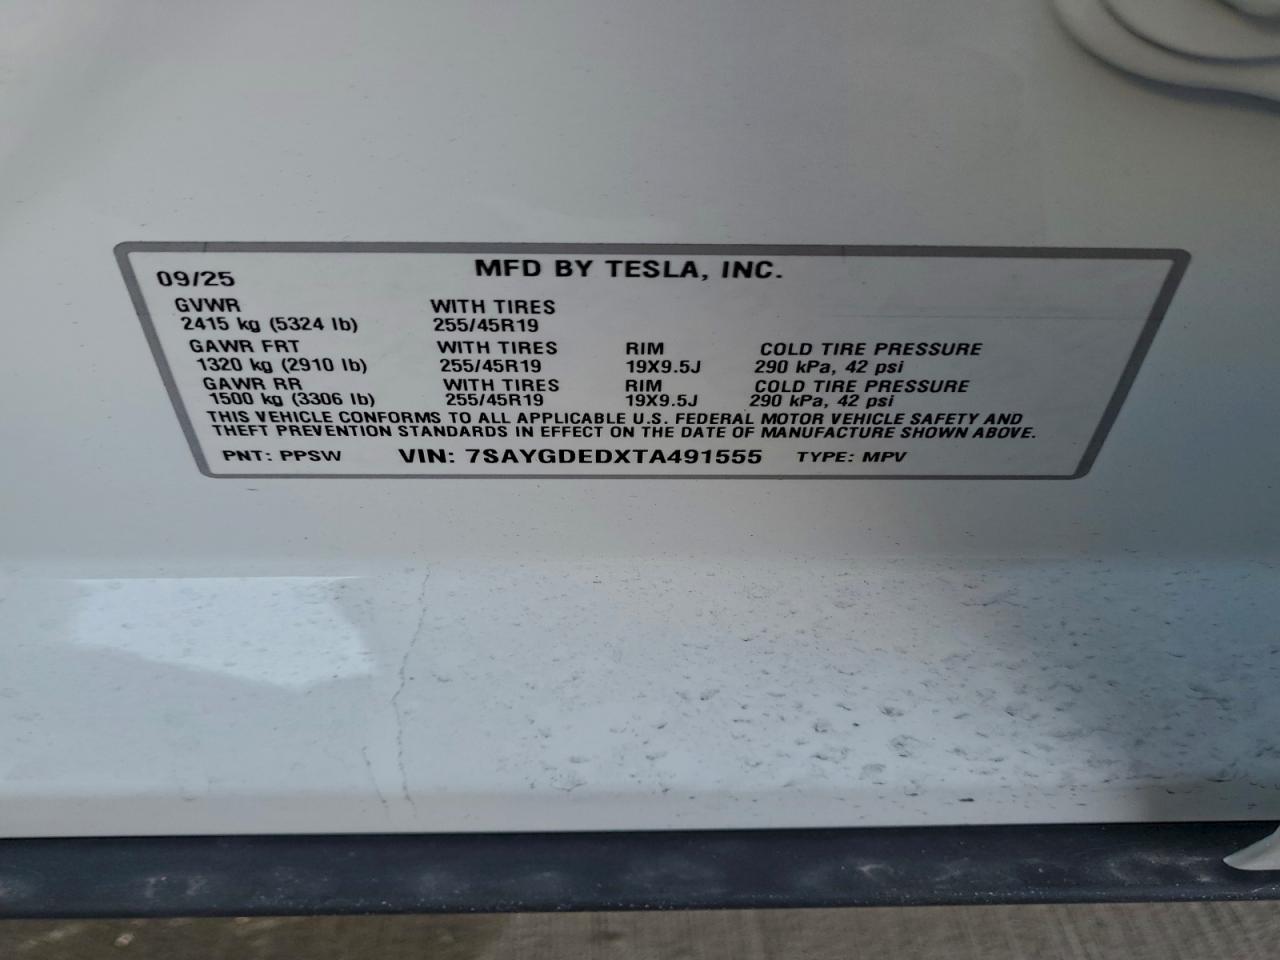 MFD BY TESLA, INC.
09/25
GVWR WITH TIRES
2415 kg (5324 lb) 255/45R19
GAWR FRT WITH TIRES RIM COLD TIRE PRESSURE
1320 kg (2910 lb) 255/45R19 19X9.5J 290 kPa, 42 psi
GAWR RR WITH TIRES RIM COLD TIRE PRESSURE
1500 kg (3306 lb) 255/45R19 19X9.5J 290 kPa, 42 psi
THIS VEHICLE CONFORMS TO ALL APPLICABLE U.S. FEDERAL MOTOR VEHICLE SAFETY AND
THEFT PREVENTION STANDARDS IN EFFECT ON THE DATE OF MANUFACTURE SHOWN ABOVE.
PNT: PPSW VIN: 7SAYGDEDXTA491555 TYPE: MPV